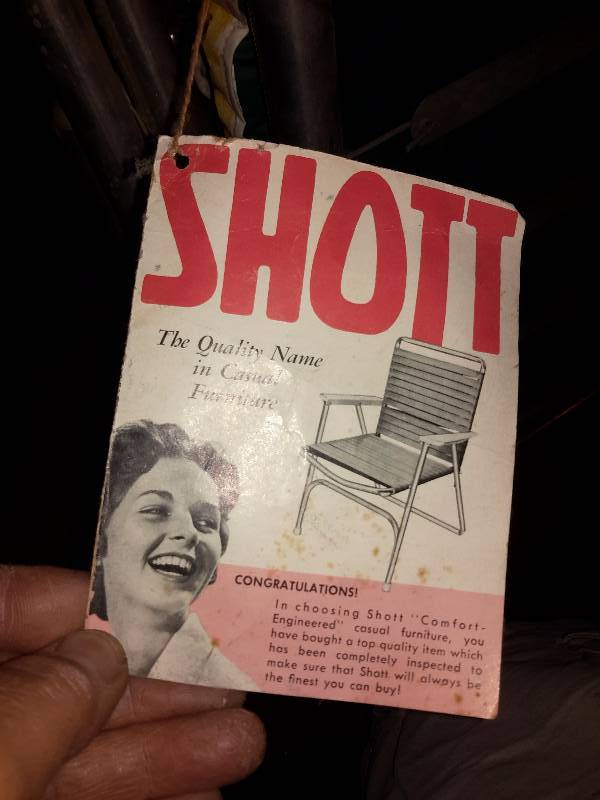 SHOTT
The Quality Name
in Casual
Furniture
CONGRATULATIONS!
In choosing Shott "Comfort-
Engineered" casual furniture, you
have bought a top quality item which
has been completely inspected to
make sure that Shott will always be
the finest you can buy!